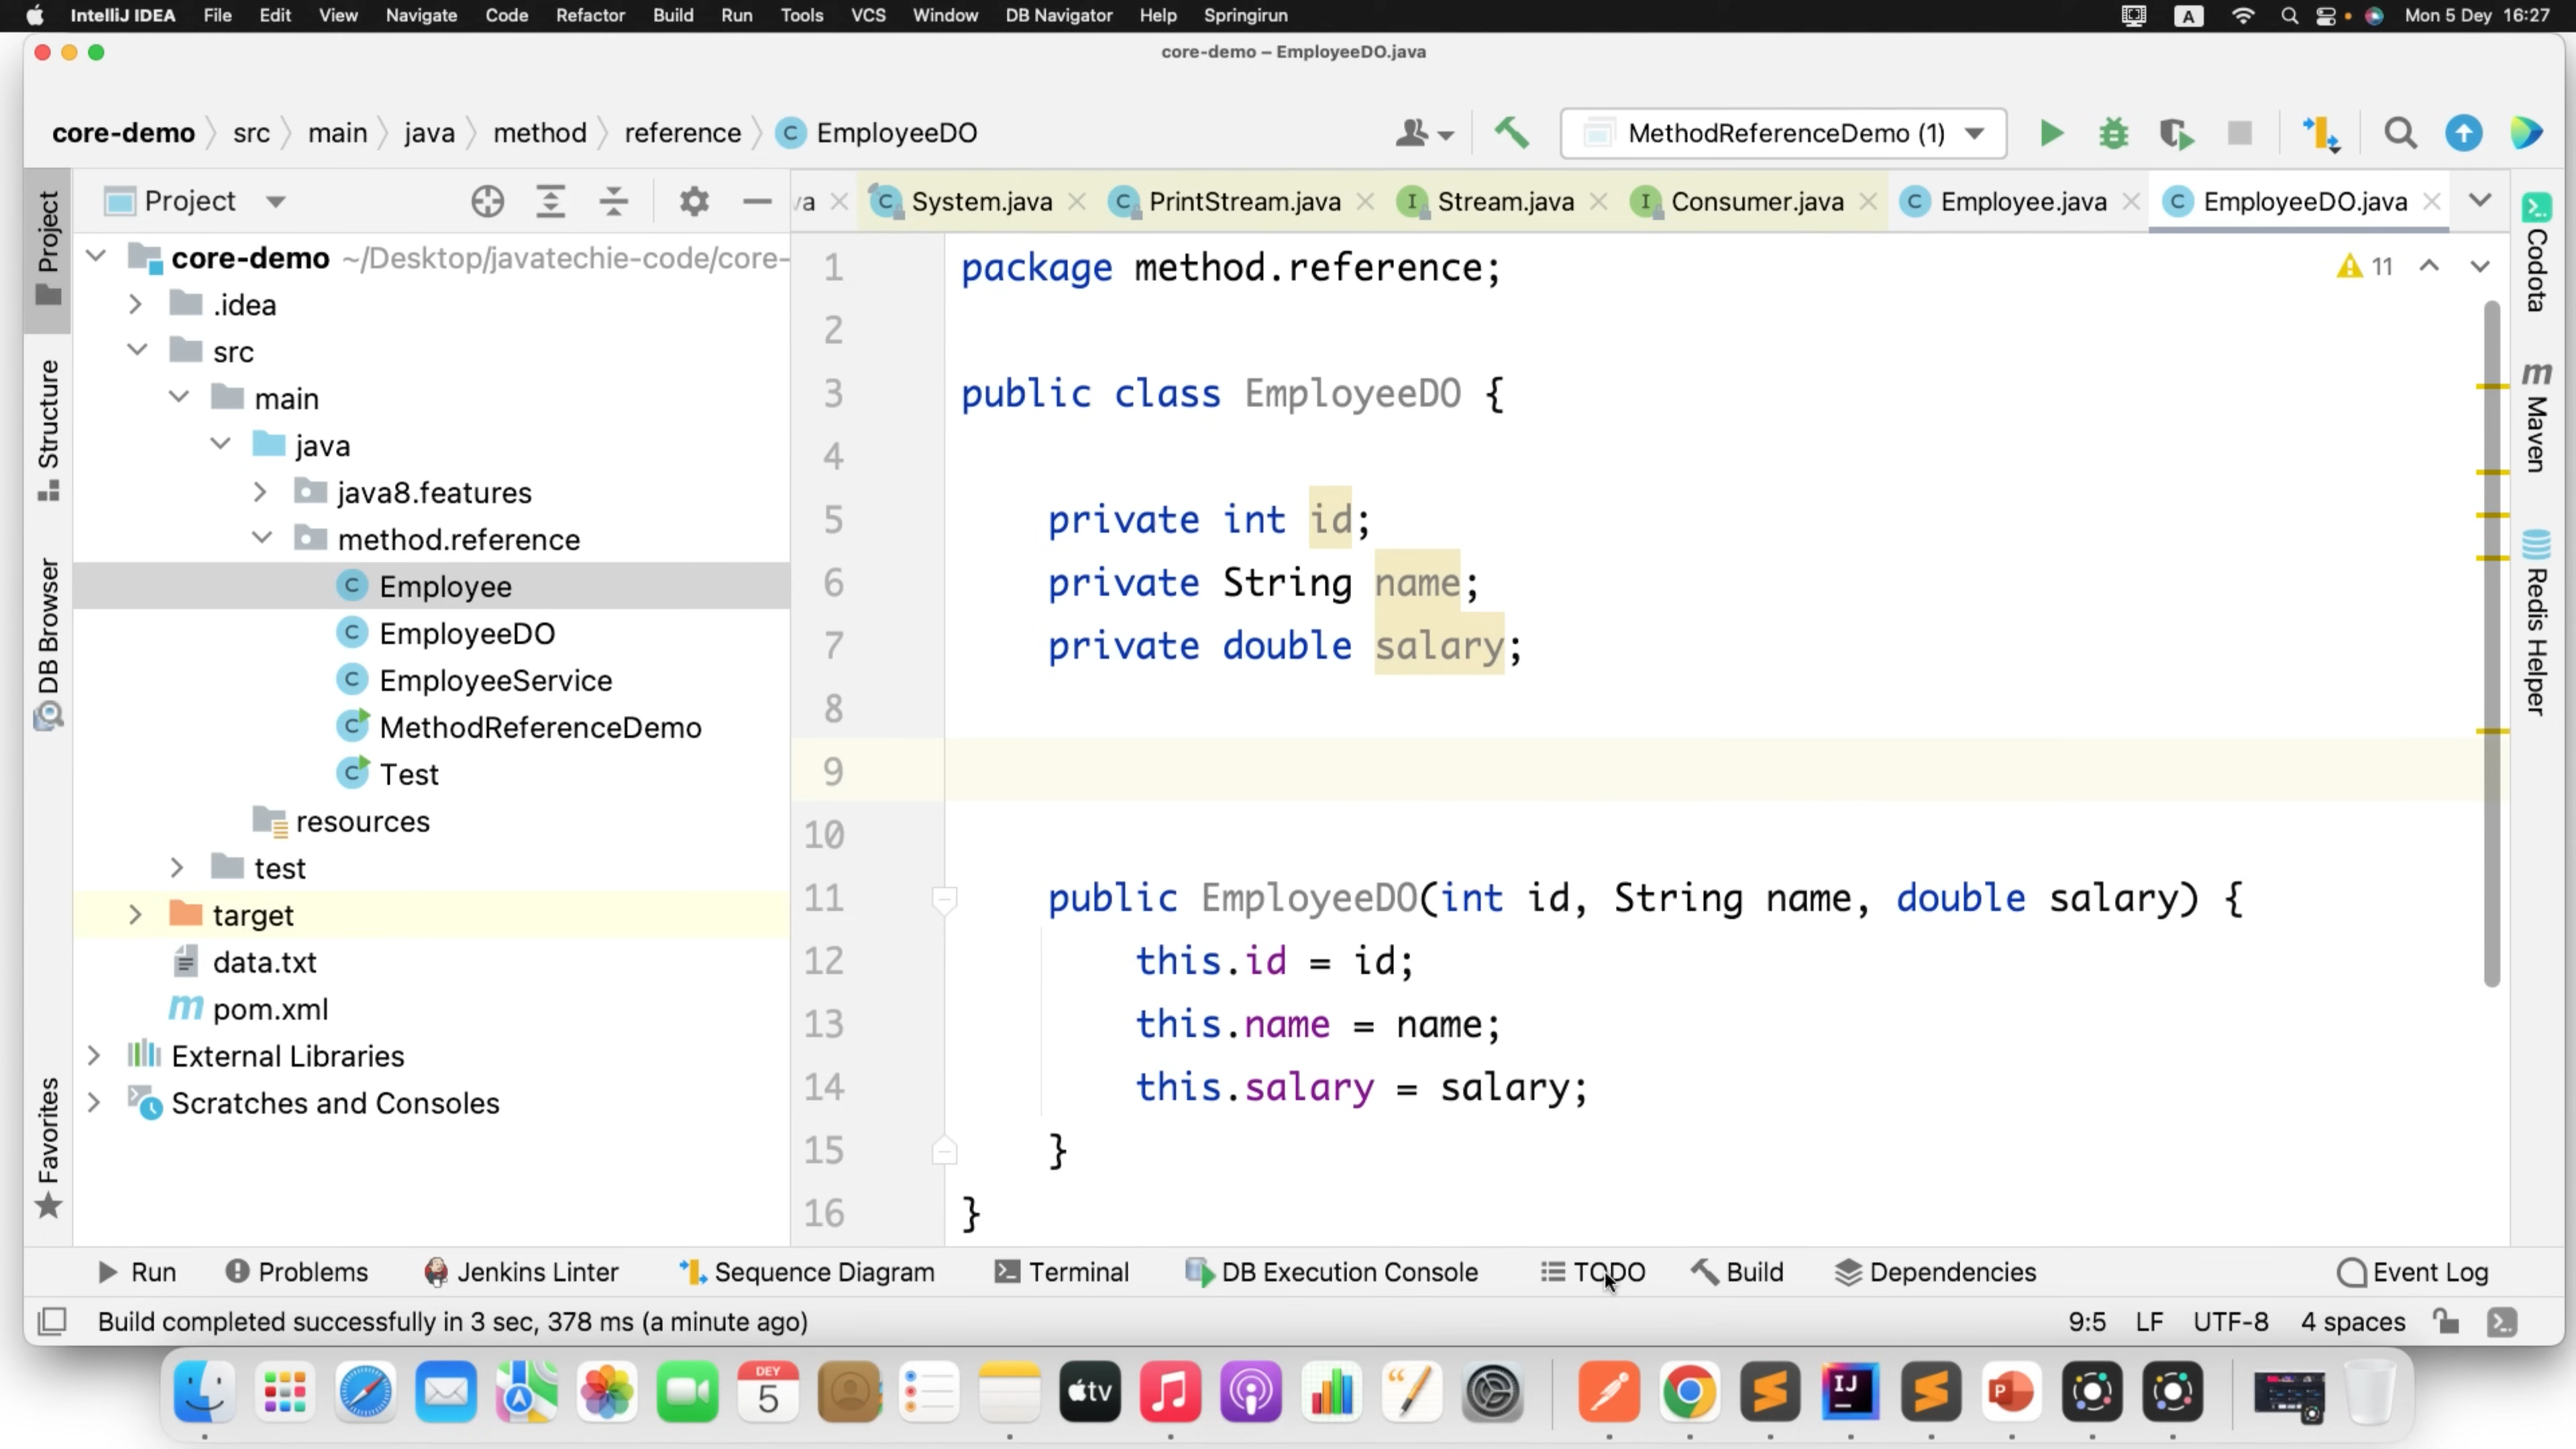 IntelliJ IDEA File Edit View Navigate Code Refactor Build Run Tools VCS Window DB Navigator Help Springirun A Mon 5 Dey 16:27
core-demo – EmployeeDO.java
core-demo src main java method reference C EmployeeDO MethodReferenceDemo (1)
Project va C System.java C PrintStream.java I Stream.java I Consumer.java C Employee.java C EmployeeDO.java
Project
Structure
DB Browser
Favorites
core-demo ~/Desktop/javatechie-code/core-
.idea
src
main
java
java8.features
method.reference
C Employee
C EmployeeDO
C EmployeeService
C MethodReferenceDemo
C Test
resources
test
target
data.txt
m pom.xml
External Libraries
Scratches and Consoles
1 package method.reference;
2
3 public class EmployeeDO {
4
5 private int id;
6 private String name;
7 private double salary;
8
9
10
11 public EmployeeDO(int id, String name, double salary) {
12 this.id = id;
13 this.name = name;
14 this.salary = salary;
15 }
16 }
11
Codota
m Maven
Redis Helper
Run Problems Jenkins Linter Sequence Diagram Terminal DB Execution Console TODO Build Dependencies Event Log
Build completed successfully in 3 sec, 378 ms (a minute ago) 9:5 LF UTF-8 4 spaces
DEY
5
tv
IJ
P